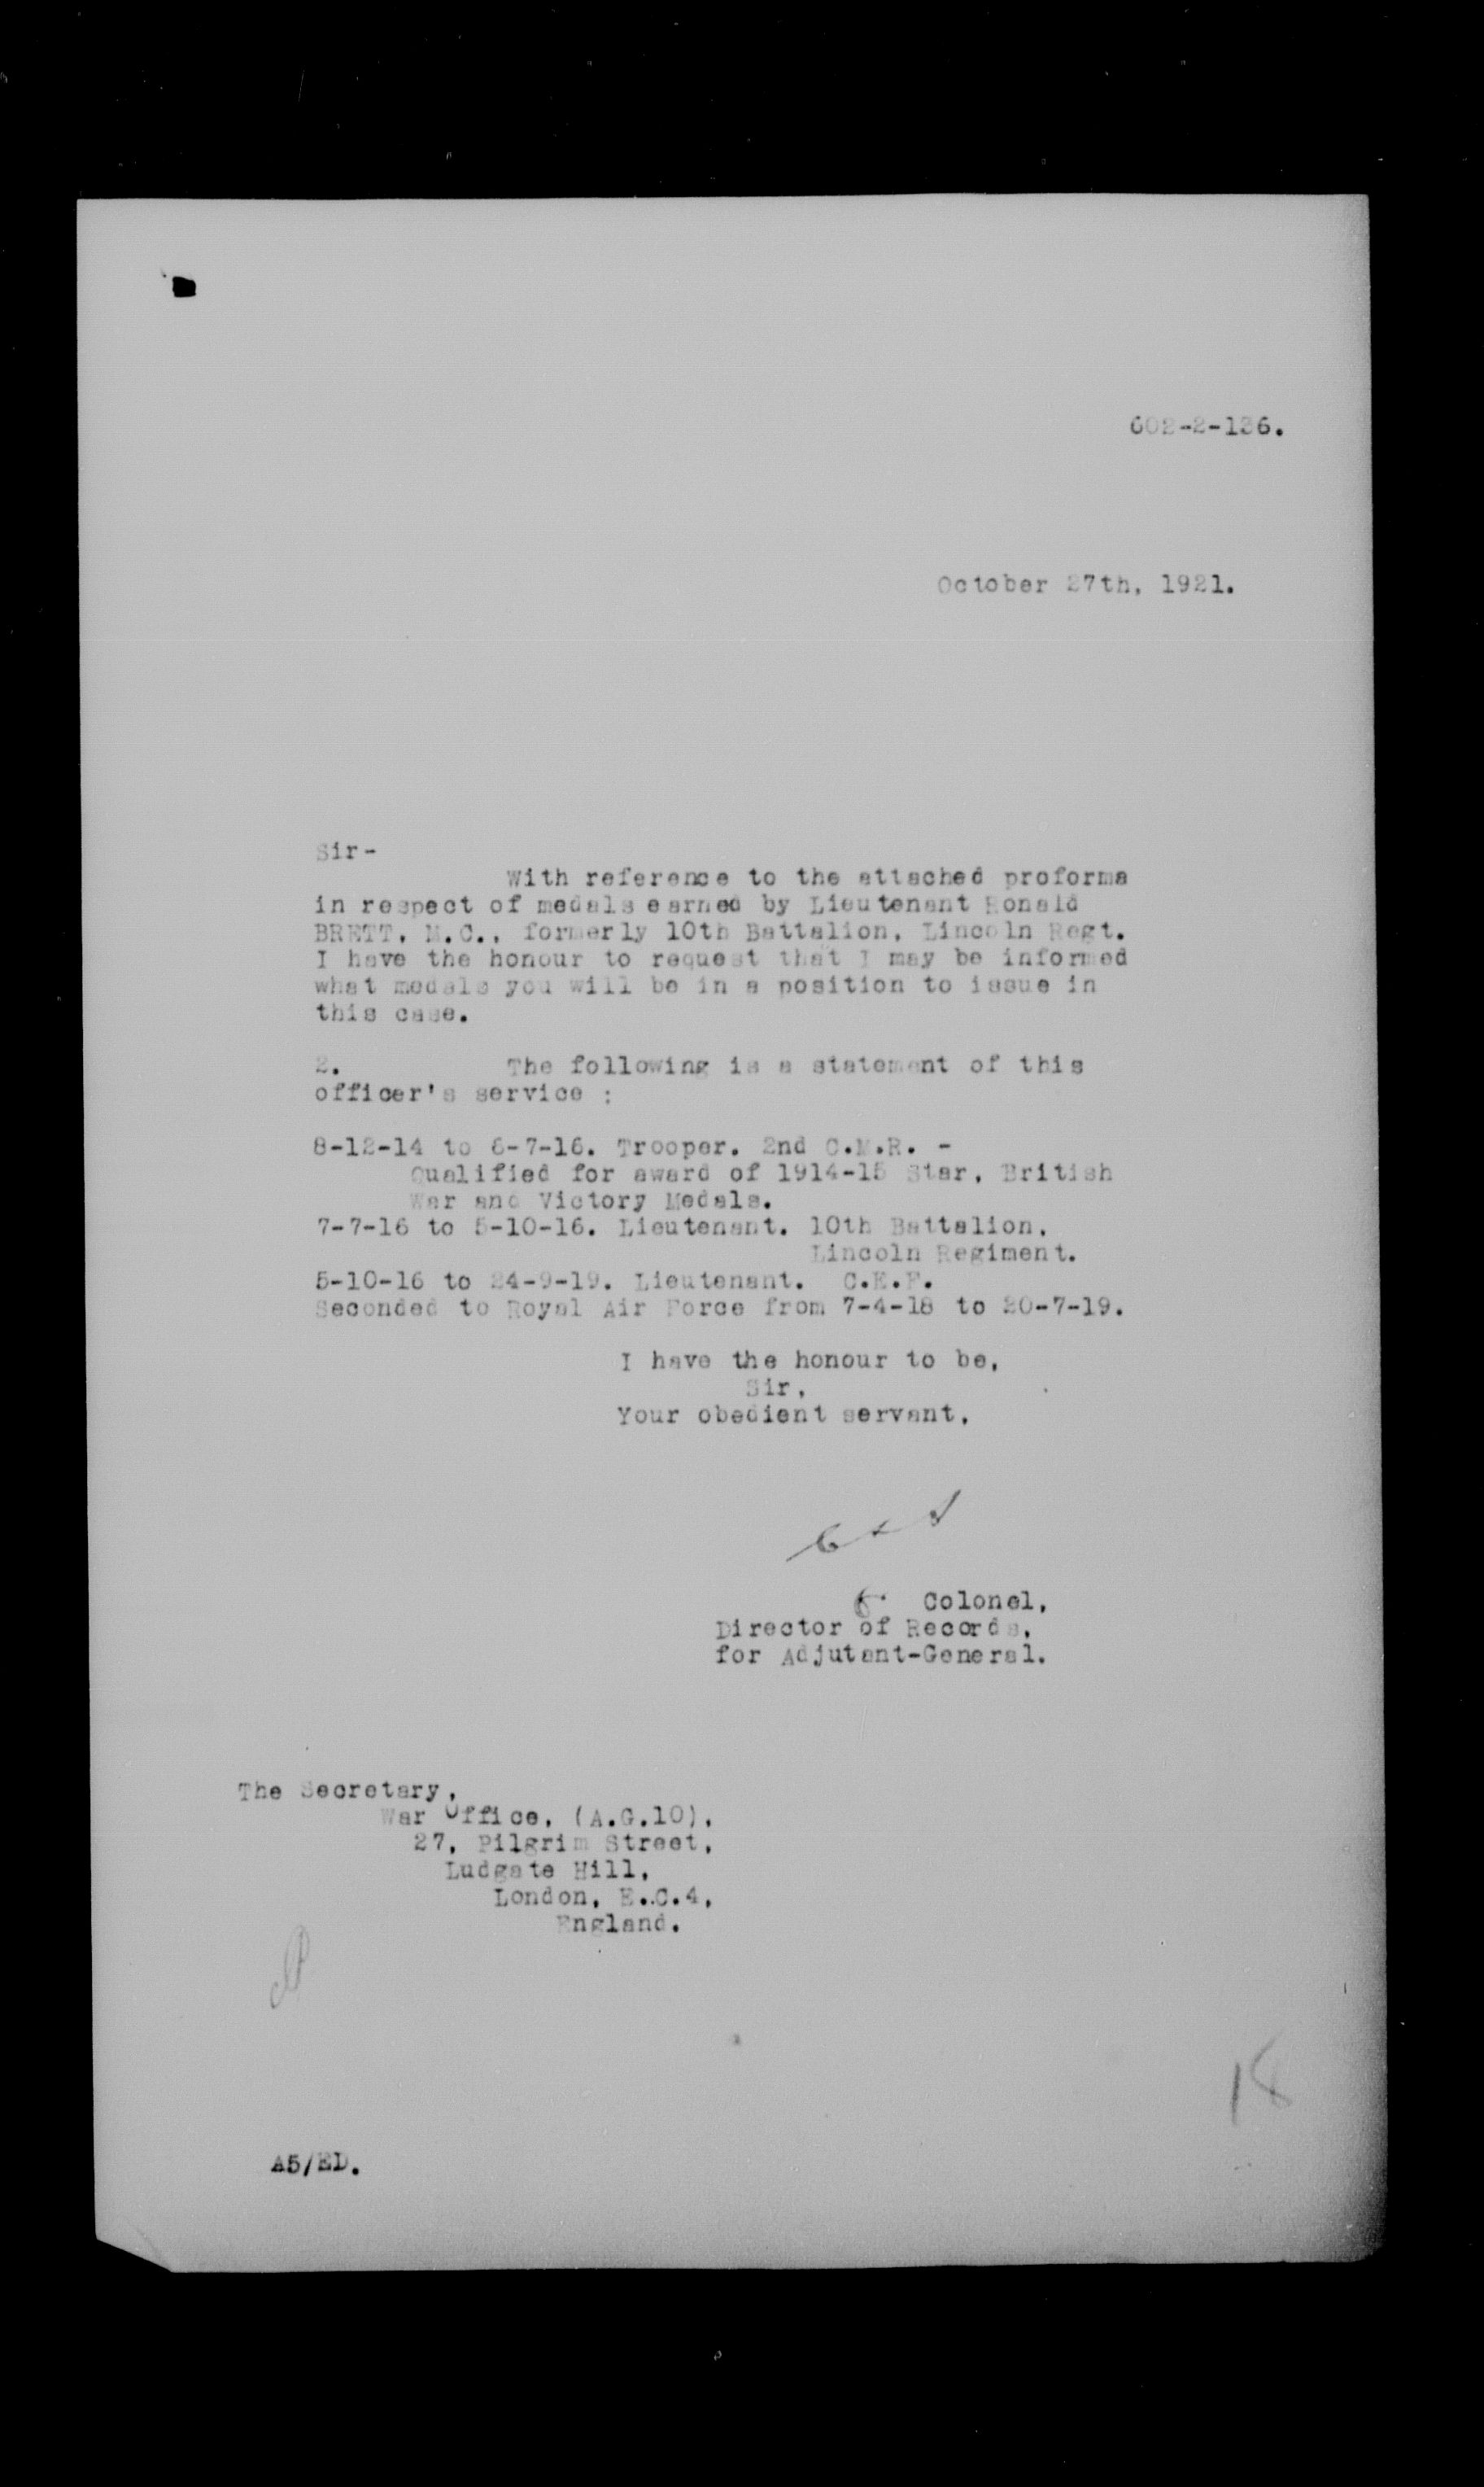 602-2-136.
October 27th, 1921.
Sir-
With reference to the attached proforma
in respect of medals earned by Lieutenant Ronald
BRETT, M.C., formerly 10th Battalion, Lincoln Regt.
I have the honour to request that I may be informed
what medals you will be in a position to issue in
this case.
2. The following is a statement of this
officer's service :
8-12-14 to 6-7-16. Trooper. 2nd C.M.R. -
Qualified for award of 1914-15 Star, British
War and Victory Medals.
7-7-16 to 5-10-16. Lieutenant. 10th Battalion,
Lincoln Regiment.
5-10-16 to 24-9-19. Lieutenant. C.E.F.
Seconded to Royal Air Force from 7-4-18 to 20-7-19.
I have the honour to be,
Sir,
Your obedient servant,
Colonel,
Director of Records,
for Adjutant-General.
The Secretary,
War Office, (A.G.10),
27, Pilgrim Street,
Ludgate Hill,
London, E.C.4,
England.
18
A5/ED.